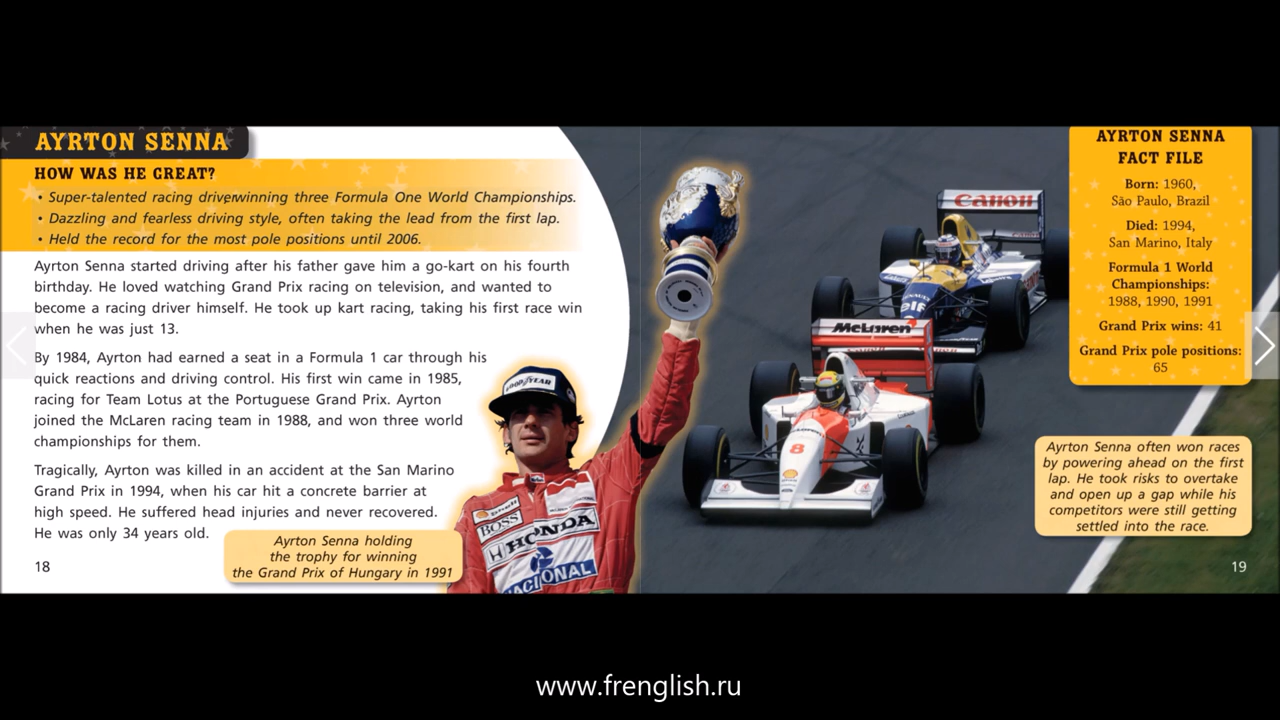 AYRTON SENNA
HOW WAS HE GREAT?
• Super-talented racing driver winning three Formula One World Championships.
• Dazzling and fearless driving style, often taking the lead from the first lap.
• Held the record for the most pole positions until 2006.
Ayrton Senna started driving after his father gave him a go-kart on his fourth
birthday. He loved watching Grand Prix racing on television, and wanted to
become a racing driver himself. He took up kart racing, taking his first race win
when he was just 13.
By 1984, Ayrton had earned a seat in a Formula 1 car through his
quick reactions and driving control. His first win came in 1985,
racing for Team Lotus at the Portuguese Grand Prix. Ayrton
joined the McLaren racing team in 1988, and won three world
championships for them.
Tragically, Ayrton was killed in an accident at the San Marino
Grand Prix in 1994, when his car hit a concrete barrier at
high speed. He suffered head injuries and never recovered.
He was only 34 years old.
Ayrton Senna holding
the trophy for winning
the Grand Prix of Hungary in 1991
18
GOOD YEAR
Shell
BOSS
HONDA
NACIONAL
Canon
RENAULT
elf
McLaren
McLaren
8
AYRTON SENNA
FACT FILE
Born: 1960,
São Paulo, Brazil
Died: 1994,
San Marino, Italy
Formula 1 World
Championships:
1988, 1990, 1991
Grand Prix wins: 41
Grand Prix pole positions:
65
Ayrton Senna often won races
by powering ahead on the first
lap. He took risks to overtake
and open up a gap while his
competitors were still getting
settled into the race.
19
www.frenglish.ru